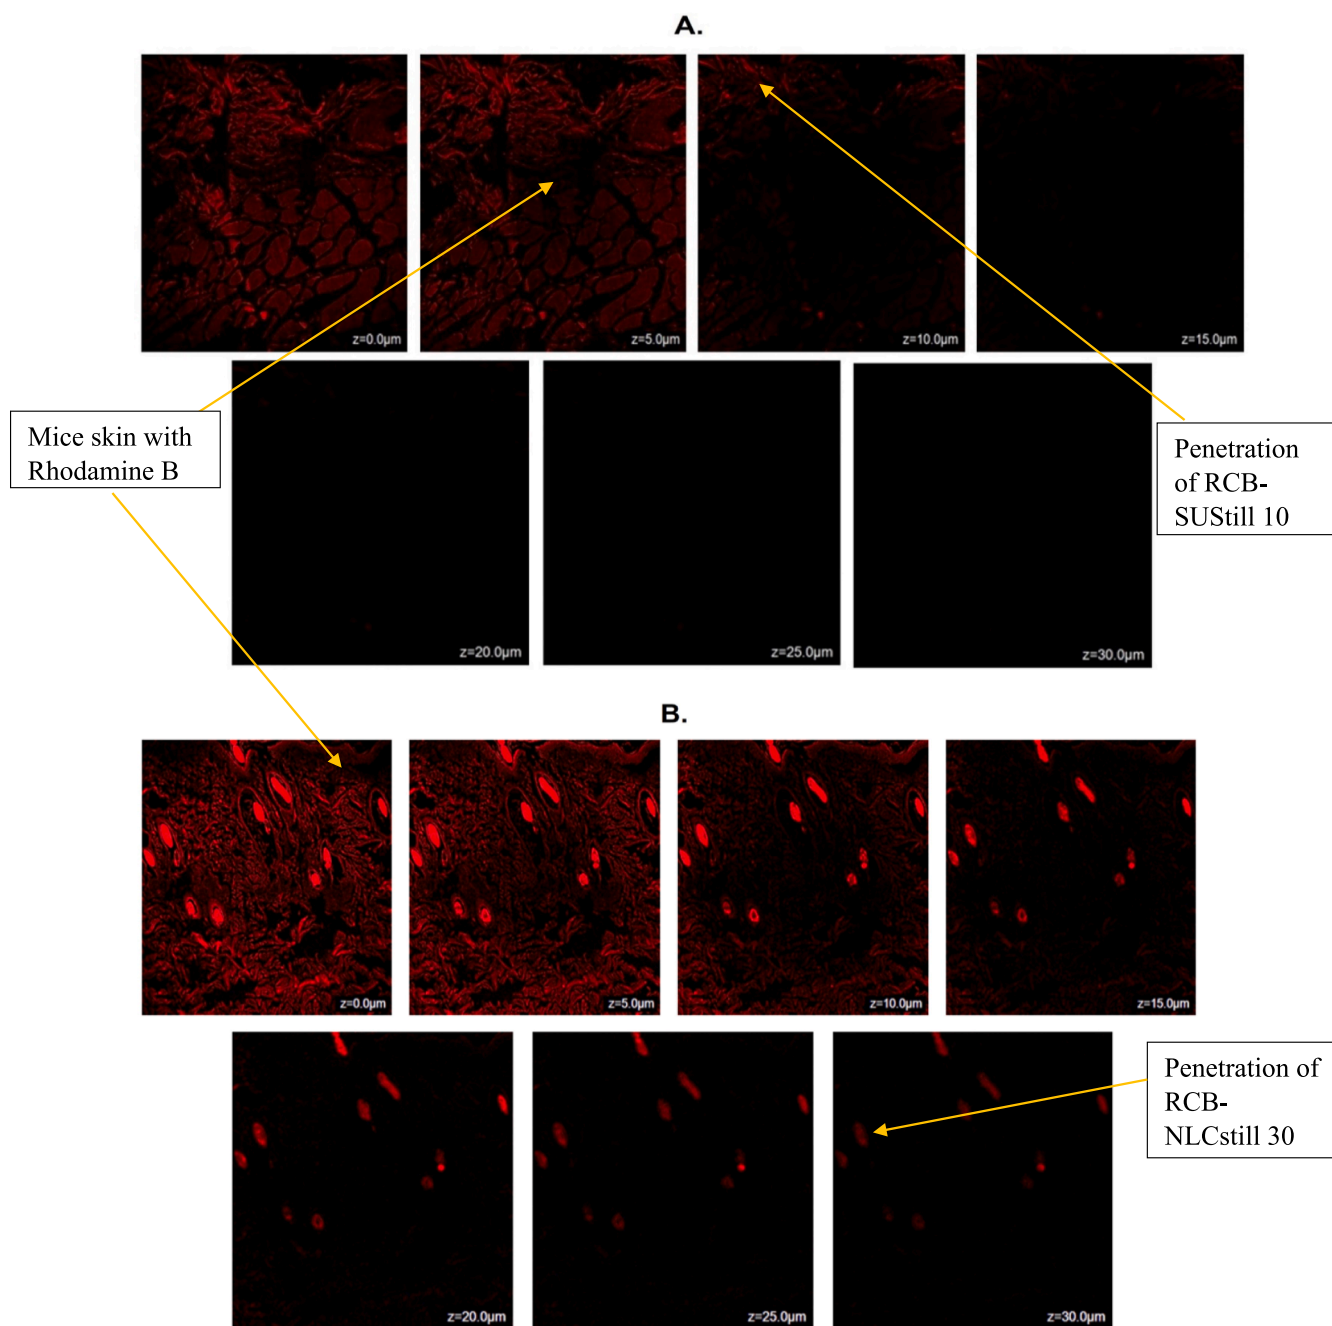 A.
z=0.0µm
z=5.0µm
z=10.0µm
z=15.0µm
Mice skin with
Rhodamine B
Penetration
of RCB-
SUStill 10
z=20.0µm
z=25.0µm
z=30.0µm
B.
z=0.0µm
z=5.0µm
z=10.0µm
z=15.0µm
Penetration of
RCB-
NLCstill 30
z=20.0µm
z=25.0µm
z=30.0µm